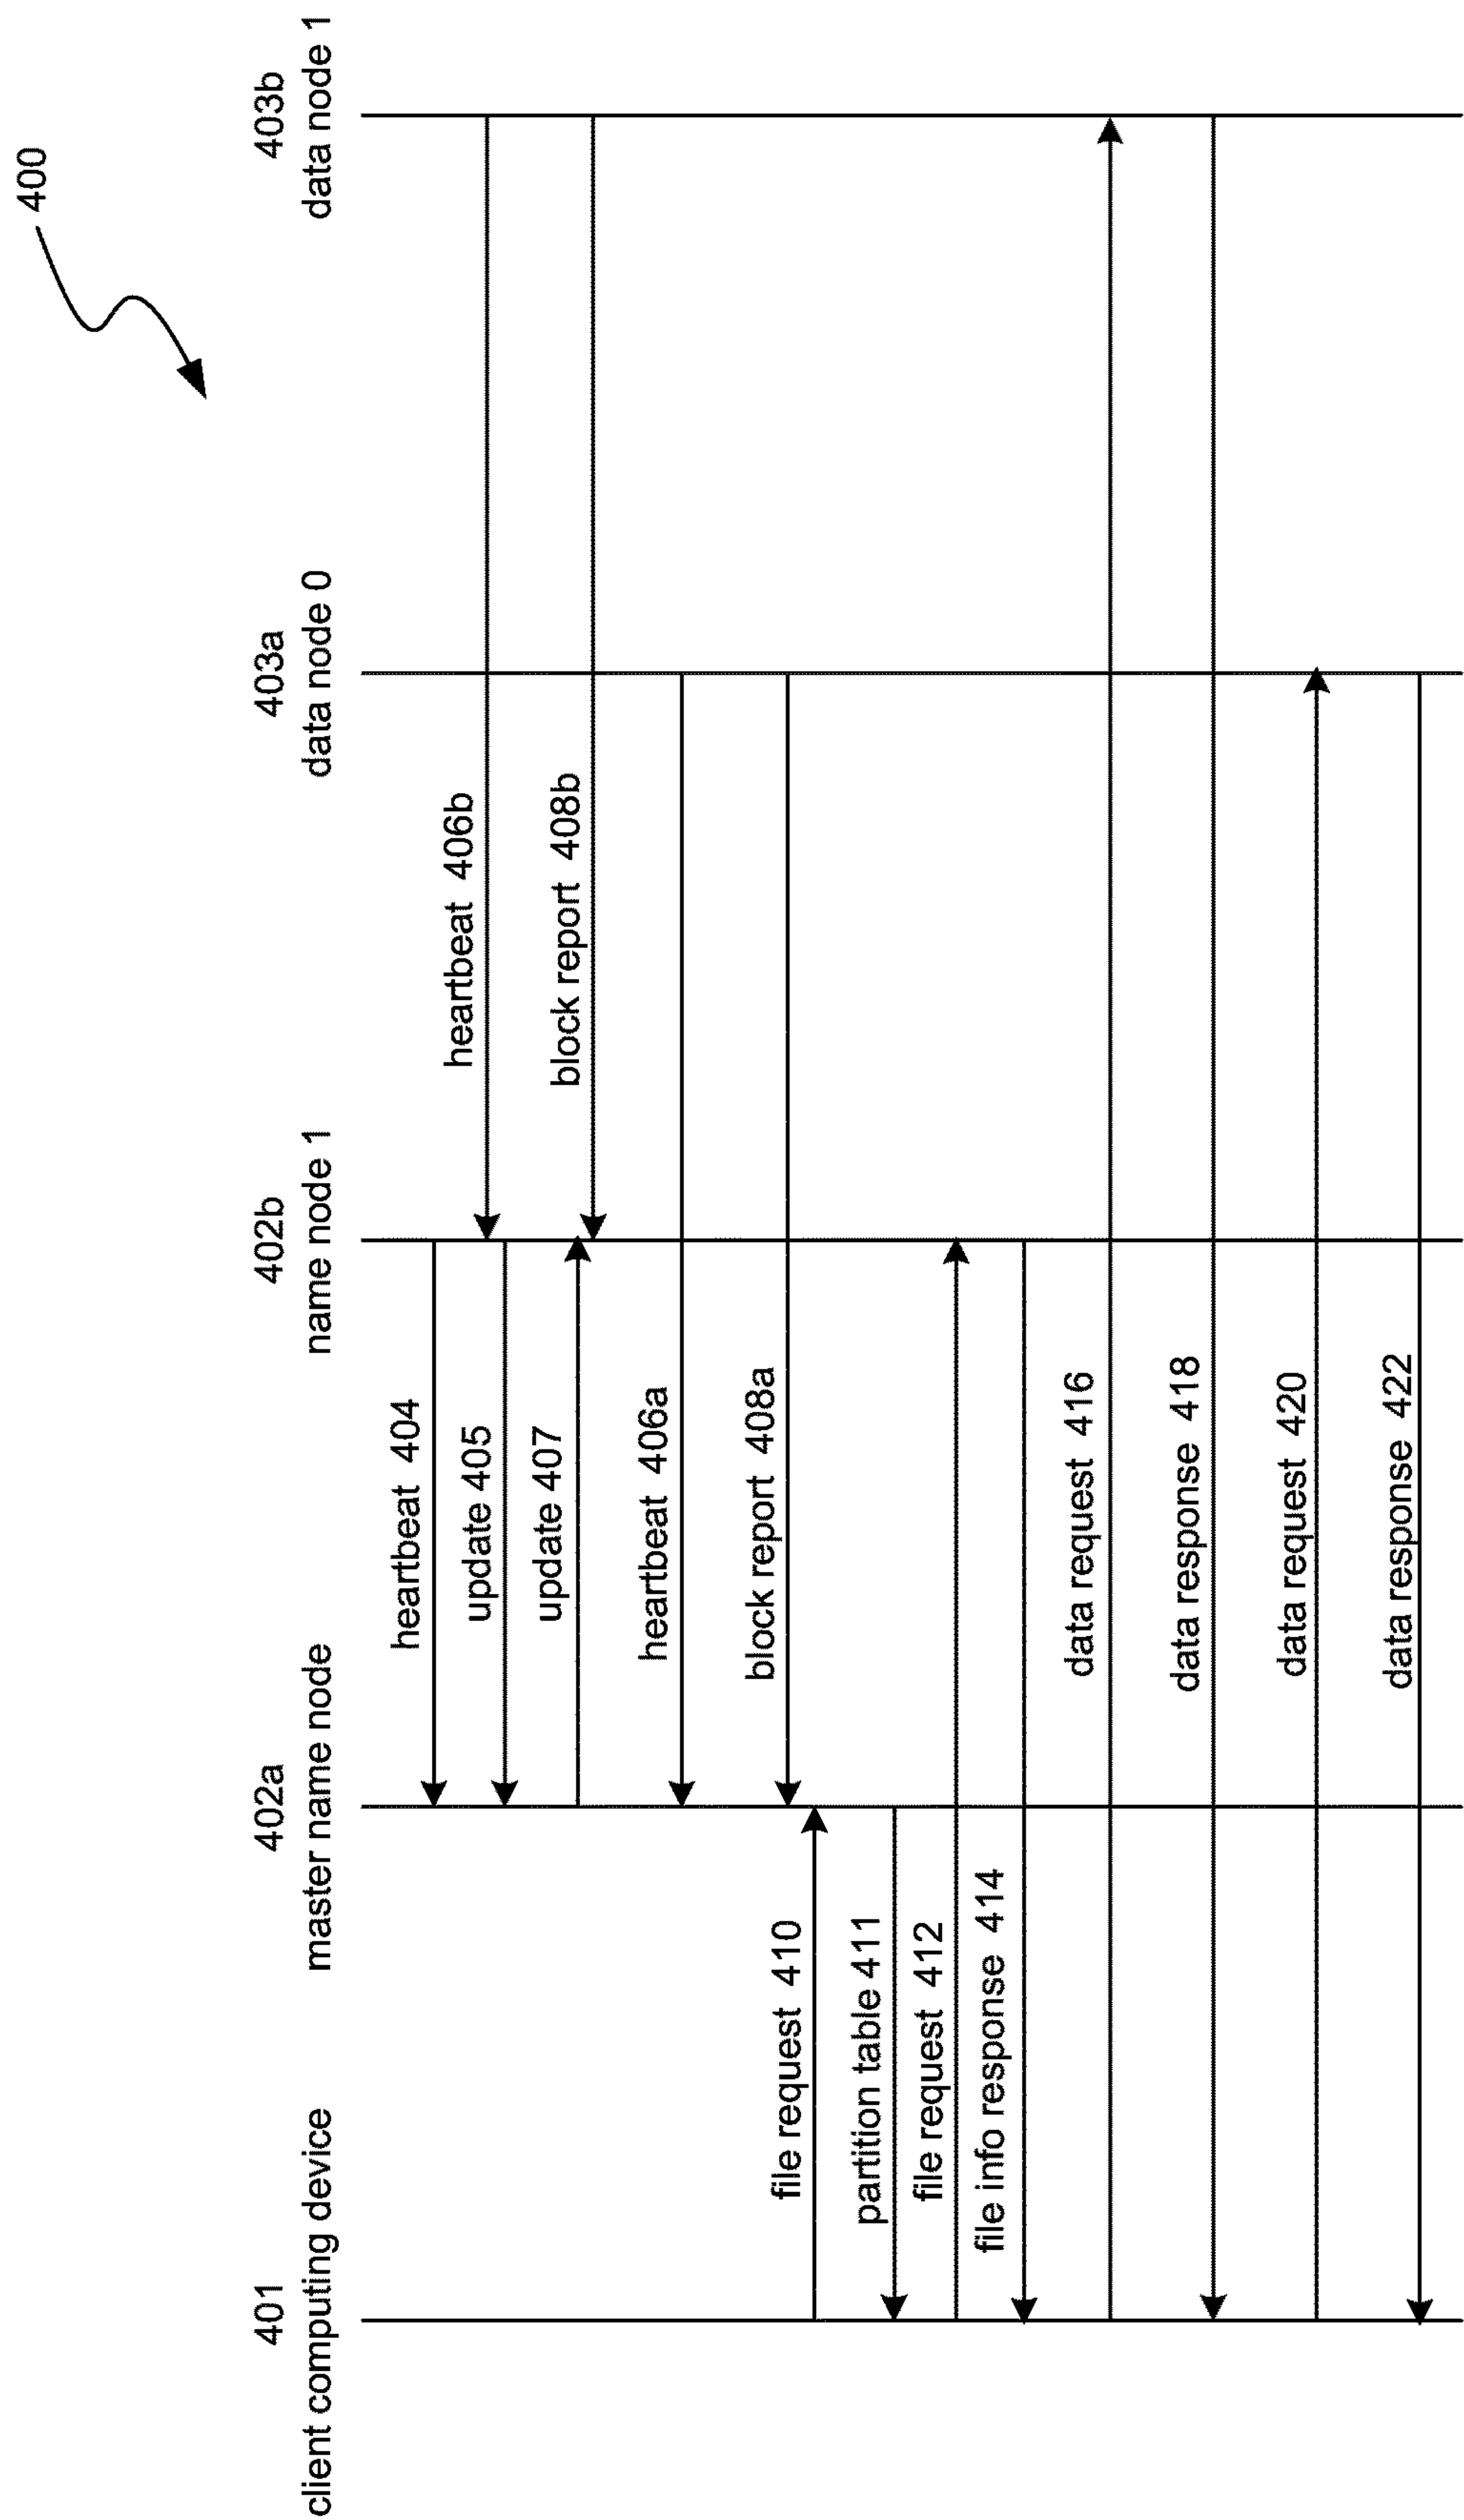 400
401
client computing device
402a
master name node
402b
name node 1
403a
data node 0
403b
data node 1
heartbeat 404
heartbeat 406b
update 405
update 407
block report 408b
heartbeat 406a
block report 408a
file request 410
partition table 411
file request 412
file info response 414
data request 416
data response 418
data request 420
data response 422